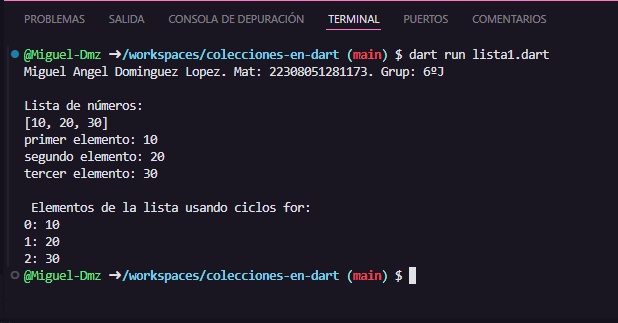 PROBLEMAS SALIDA CONSOLA DE DEPURACIÓN TERMINAL PUERTOS COMENTARIOS
@Miguel-Dmz ➜/workspaces/colecciones-en-dart (main) $ dart run lista1.dart
Miguel Angel Dominguez Lopez. Mat: 22308051281173. Grup: 6ºJ
Lista de números:
[10, 20, 30]
primer elemento: 10
segundo elemento: 20
tercer elemento: 30
Elementos de la lista usando ciclos for:
0: 10
1: 20
2: 30
@Miguel-Dmz ➜/workspaces/colecciones-en-dart (main) $